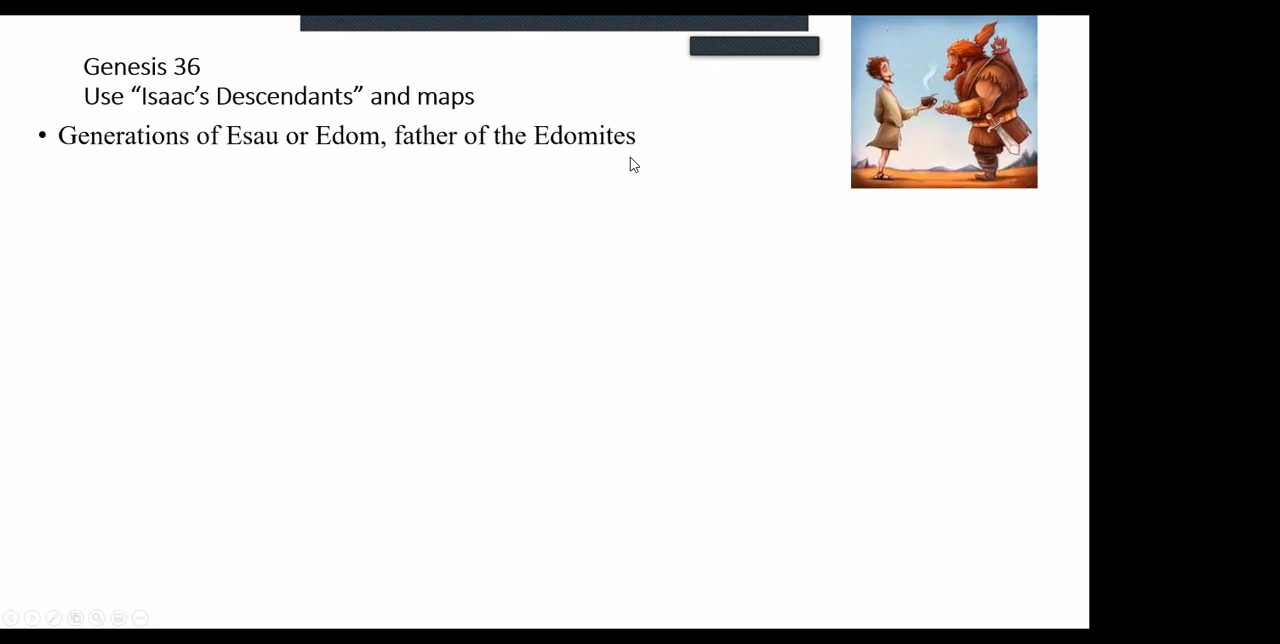 Genesis 36
Use “Isaac’s Descendants” and maps
• Generations of Esau or Edom, father of the Edomites